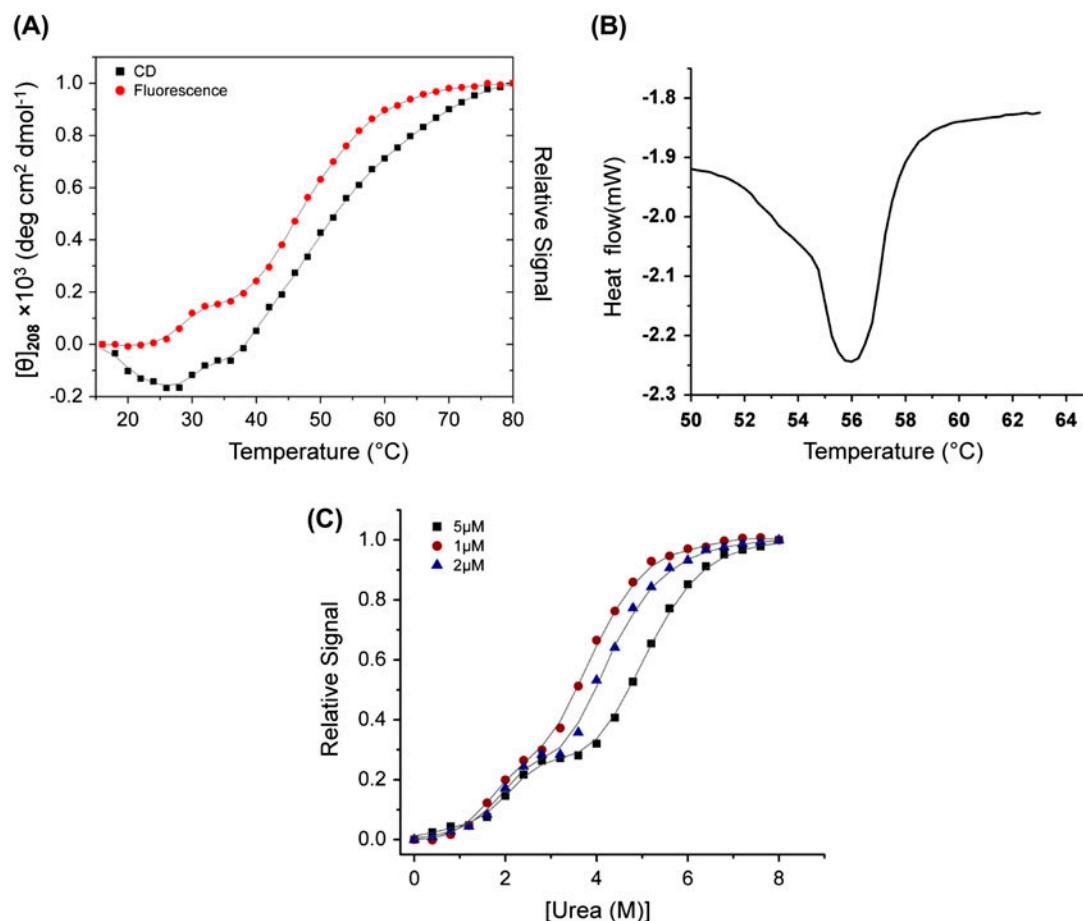 (A)
CD
Fluorescence
1.0
0.8
0.6
0.4
0.2
0.0
-0.2
[θ]₂₀₈ ×10³ (deg cm² dmol⁻¹)
Relative Signal
20 30 40 50 60 70 80
Temperature (°C)
(B)
-1.8
-1.9
-2.0
-2.1
-2.2
-2.3
Heat flow(mW)
50 52 54 56 58 60 62 64
Temperature (°C)
(C)
5µM
1µM
2µM
1.0
0.8
0.6
0.4
0.2
0.0
Relative Signal
0 2 4 6 8
[Urea (M)]